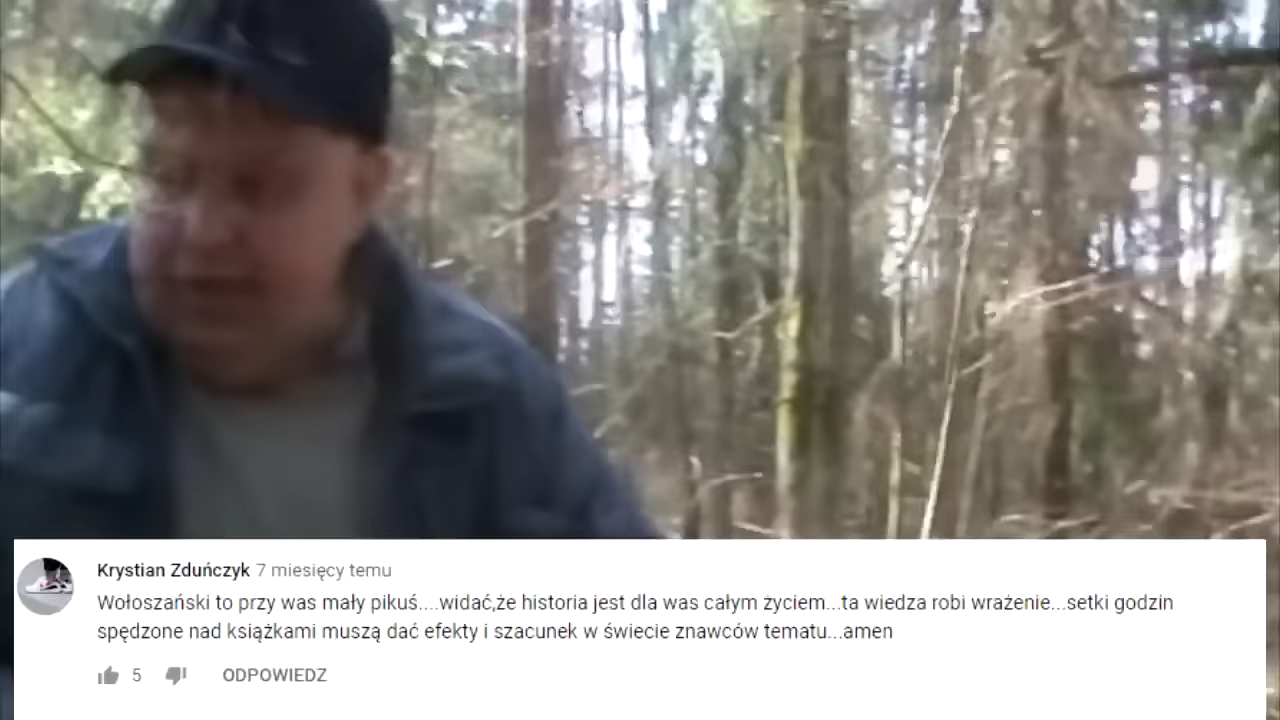 Krystian Zduńczyk 7 miesięcy temu
Wołoszański to przy was mały pikuś....widać,że historia jest dla was całym życiem...ta wiedza robi wrażenie...setki godzin
spędzone nad książkami muszą dać efekty i szacunek w świecie znawców tematu...amen
5 ODPOWIEDZ